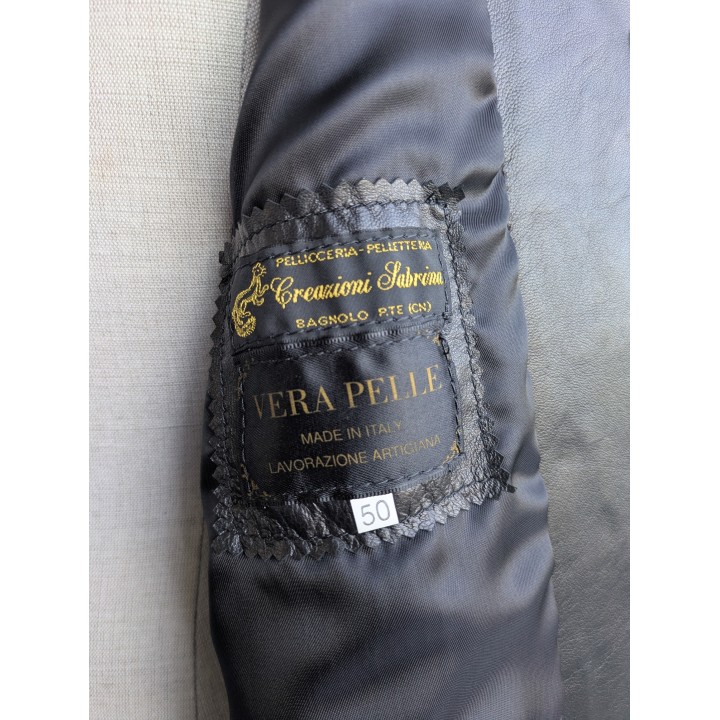 PELLICCERIA-PELLETTERIA
Creazioni Sabrina
BAGNOLO P.TE (CN)
VERA PELLE
MADE IN ITALY
LAVORAZIONE ARTIGIANA
50